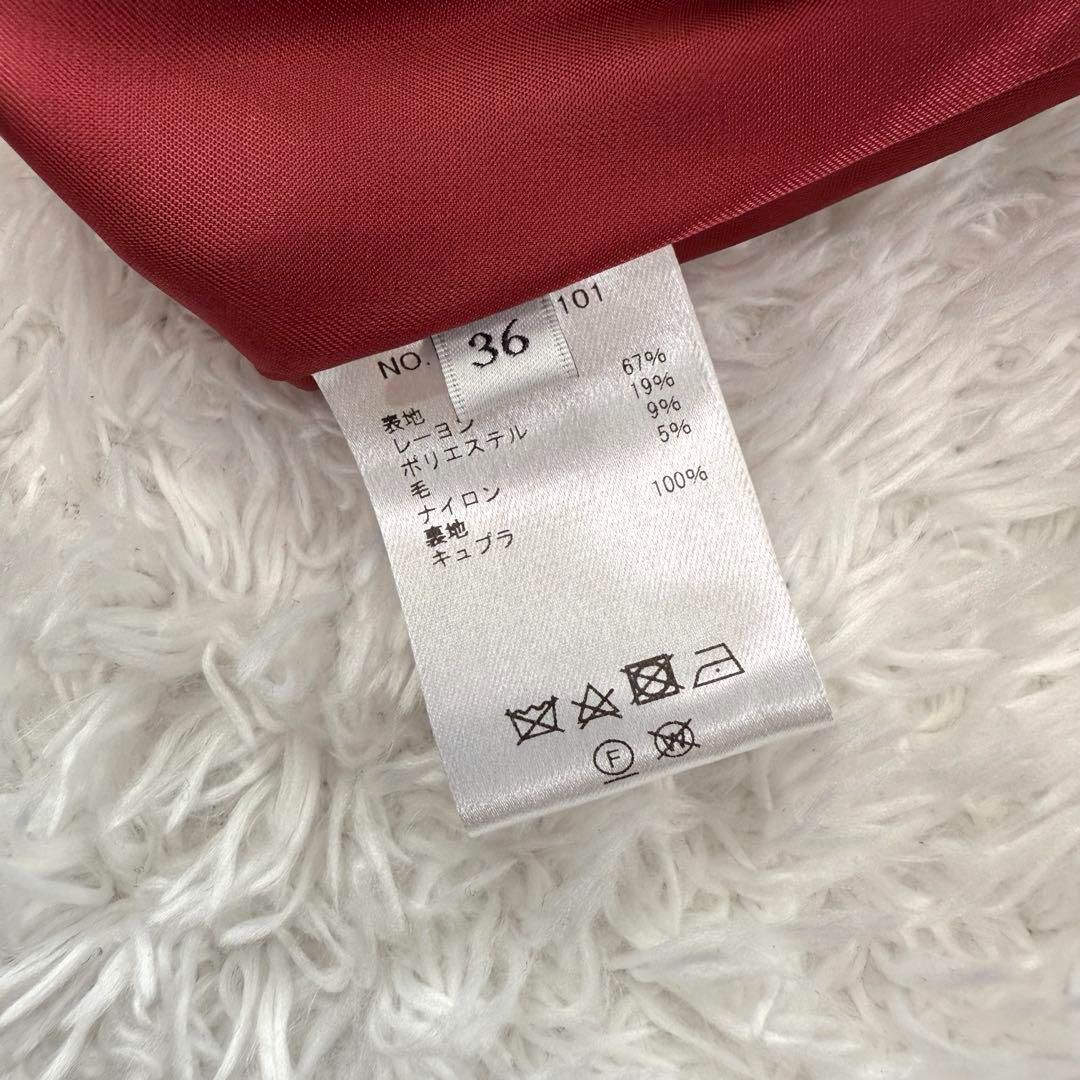 NO. 101
36
表地
レーヨン 67%
ポリエステル 19%
毛 9%
ナイロン 5%
裏地
キュプラ 100%
F
W